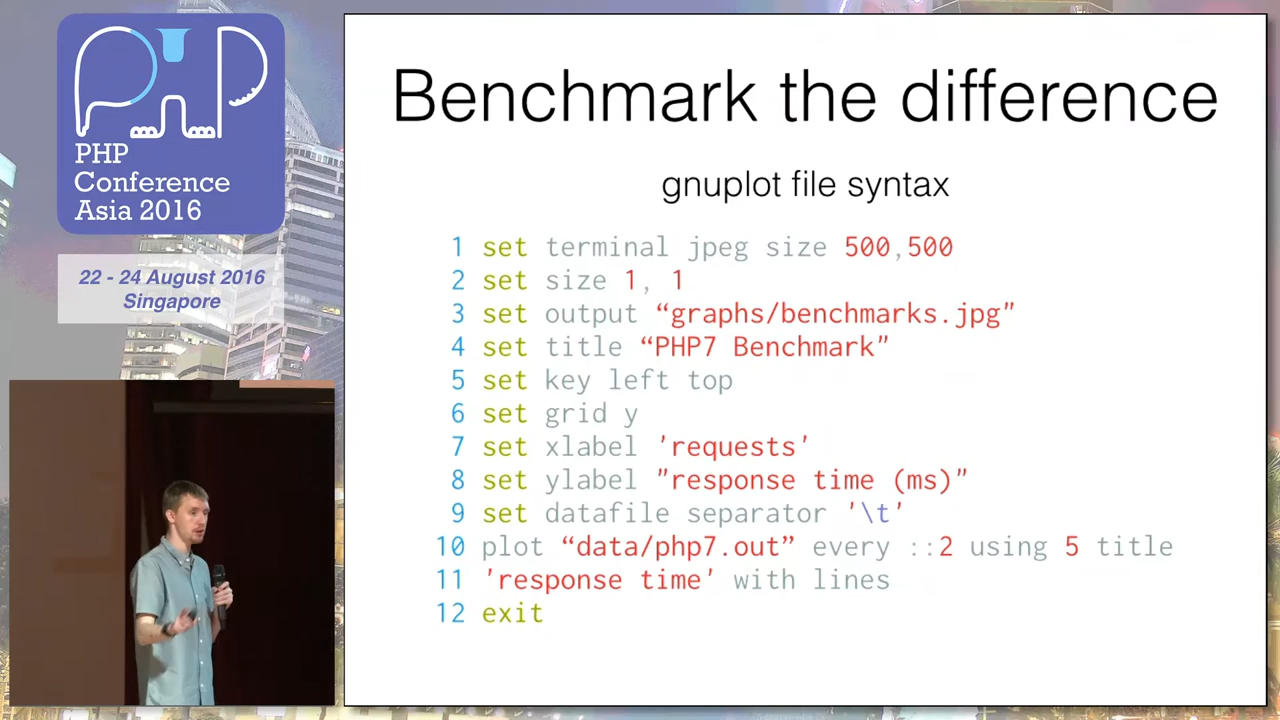 PHP
Conference
Asia 2016
22 - 24 August 2016
Singapore
Benchmark the difference
gnuplot file syntax
1 set terminal jpeg size 500,500
2 set size 1, 1
3 set output “graphs/benchmarks.jpg”
4 set title “PHP7 Benchmark”
5 set key left top
6 set grid y
7 set xlabel 'requests'
8 set ylabel "response time (ms)"
9 set datafile separator '\t'
10 plot “data/php7.out” every ::2 using 5 title
11 'response time' with lines
12 exit